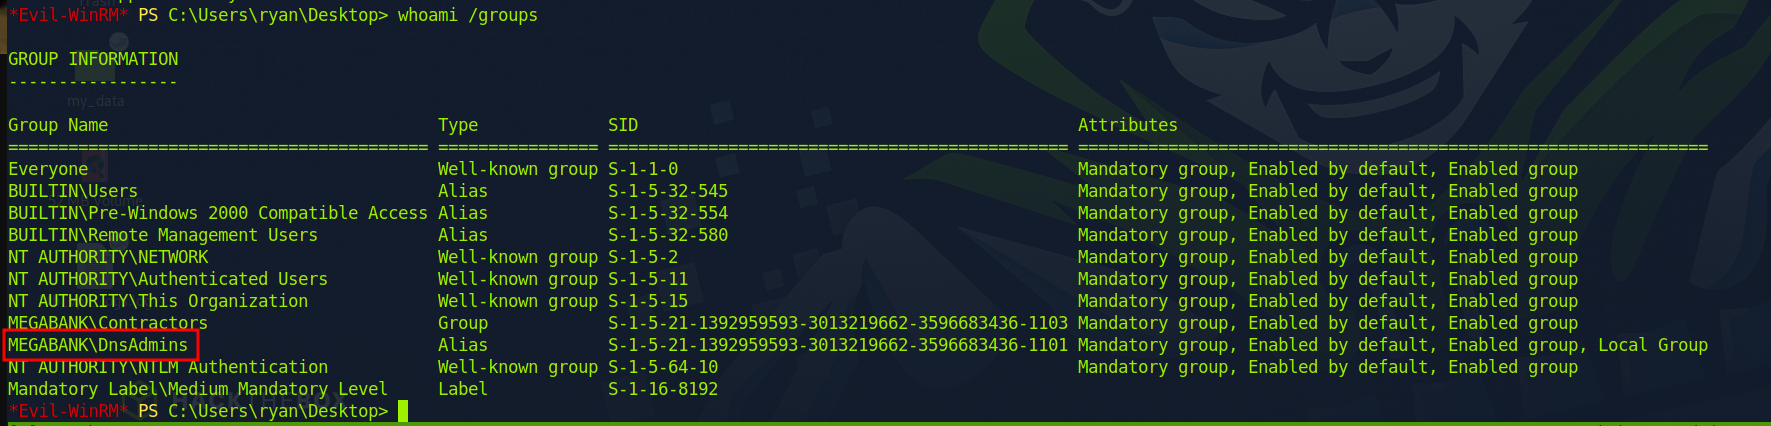 *Evil-WinRM* PS C:\Users\ryan\Desktop> whoami /groups
GROUP INFORMATION
-----------------
my_data
Group Name Type SID Attributes
========================================== ================ ============================================== ===============================================================
Everyone Well-known group S-1-1-0 Mandatory group, Enabled by default, Enabled group
BUILTIN\Users Alias S-1-5-32-545 Mandatory group, Enabled by default, Enabled group
BUILTIN\Pre-Windows 2000 Compatible Access Alias S-1-5-32-554 Mandatory group, Enabled by default, Enabled group
BUILTIN\Remote Management Users Alias S-1-5-32-580 Mandatory group, Enabled by default, Enabled group
NT AUTHORITY\NETWORK Well-known group S-1-5-2 Mandatory group, Enabled by default, Enabled group
NT AUTHORITY\Authenticated Users Well-known group S-1-5-11 Mandatory group, Enabled by default, Enabled group
NT AUTHORITY\This Organization Well-known group S-1-5-15 Mandatory group, Enabled by default, Enabled group
MEGABANK\Contractors Group S-1-5-21-1392959593-3013219662-3596683436-1103 Mandatory group, Enabled by default, Enabled group
MEGABANK\DnsAdmins Alias S-1-5-21-1392959593-3013219662-3596683436-1101 Mandatory group, Enabled by default, Enabled group, Local Group
NT AUTHORITY\NTLM Authentication Well-known group S-1-5-64-10 Mandatory group, Enabled by default, Enabled group
Mandatory Label\Medium Mandatory Level Label S-1-16-8192
*Evil-WinRM* PS C:\Users\ryan\Desktop>